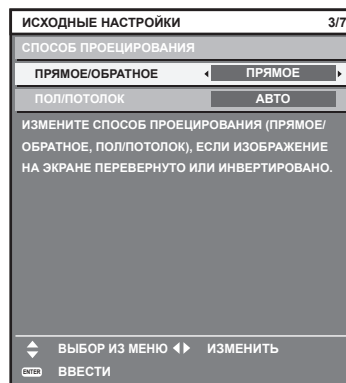 ИСХОДНЫЕ НАСТРОЙКИ 3/7
СПОСОБ ПРОЕЦИРОВАНИЯ
ПРЯМОЕ/ОБРАТНОЕ ПРЯМОЕ
ПОЛ/ПОТОЛОК АВТО
ИЗМЕНИТЕ СПОСОБ ПРОЕЦИРОВАНИЯ (ПРЯМОЕ/
ОБРАТНОЕ, ПОЛ/ПОТОЛОК), ЕСЛИ ИЗОБРАЖЕНИЕ
НА ЭКРАНЕ ПЕРЕВЕРНУТО ИЛИ ИНВЕРТИРОВАНО.
ВЫБОР ИЗ МЕНЮ ИЗМЕНИТЬ
ENTER ВВЕСТИ